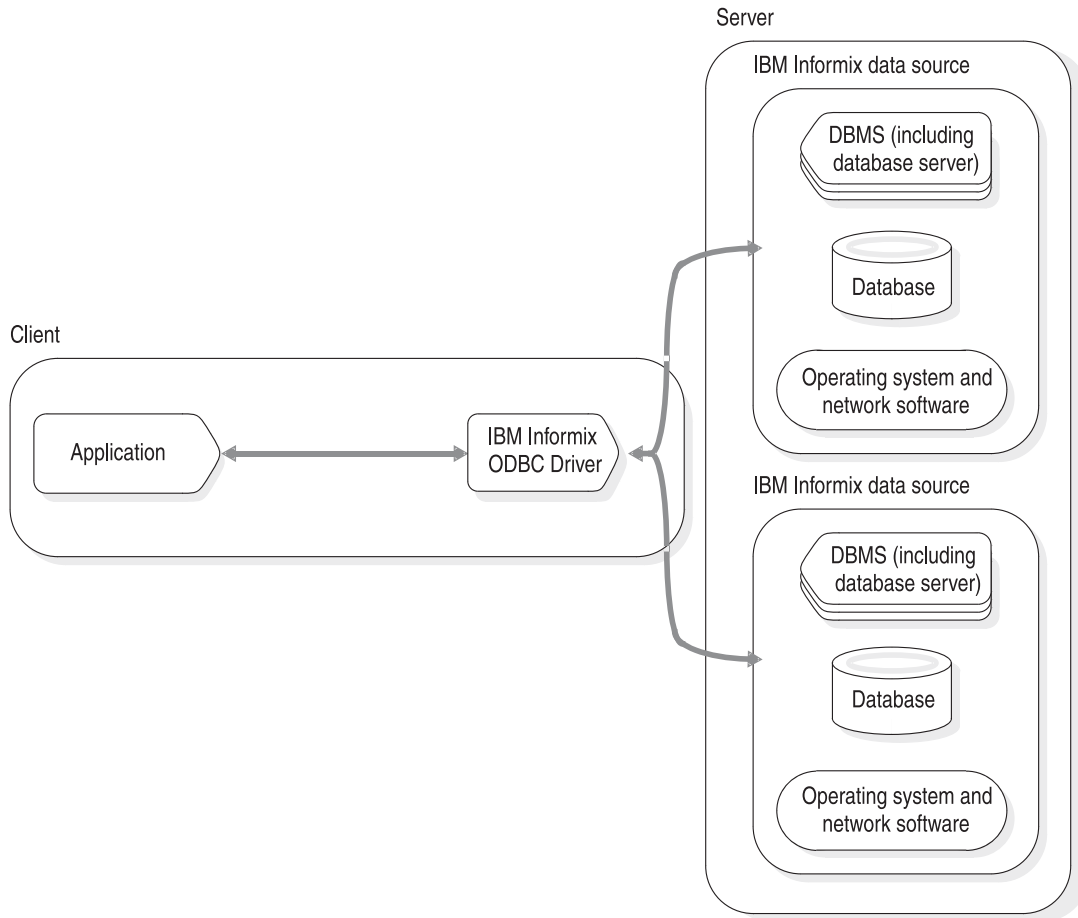 Server
IBM Informix data source
DBMS (including
database server)
Database
Operating system and
network software
Client
Application
IBM Informix
ODBC Driver
IBM Informix data source
DBMS (including
database server)
Database
Operating system and
network software